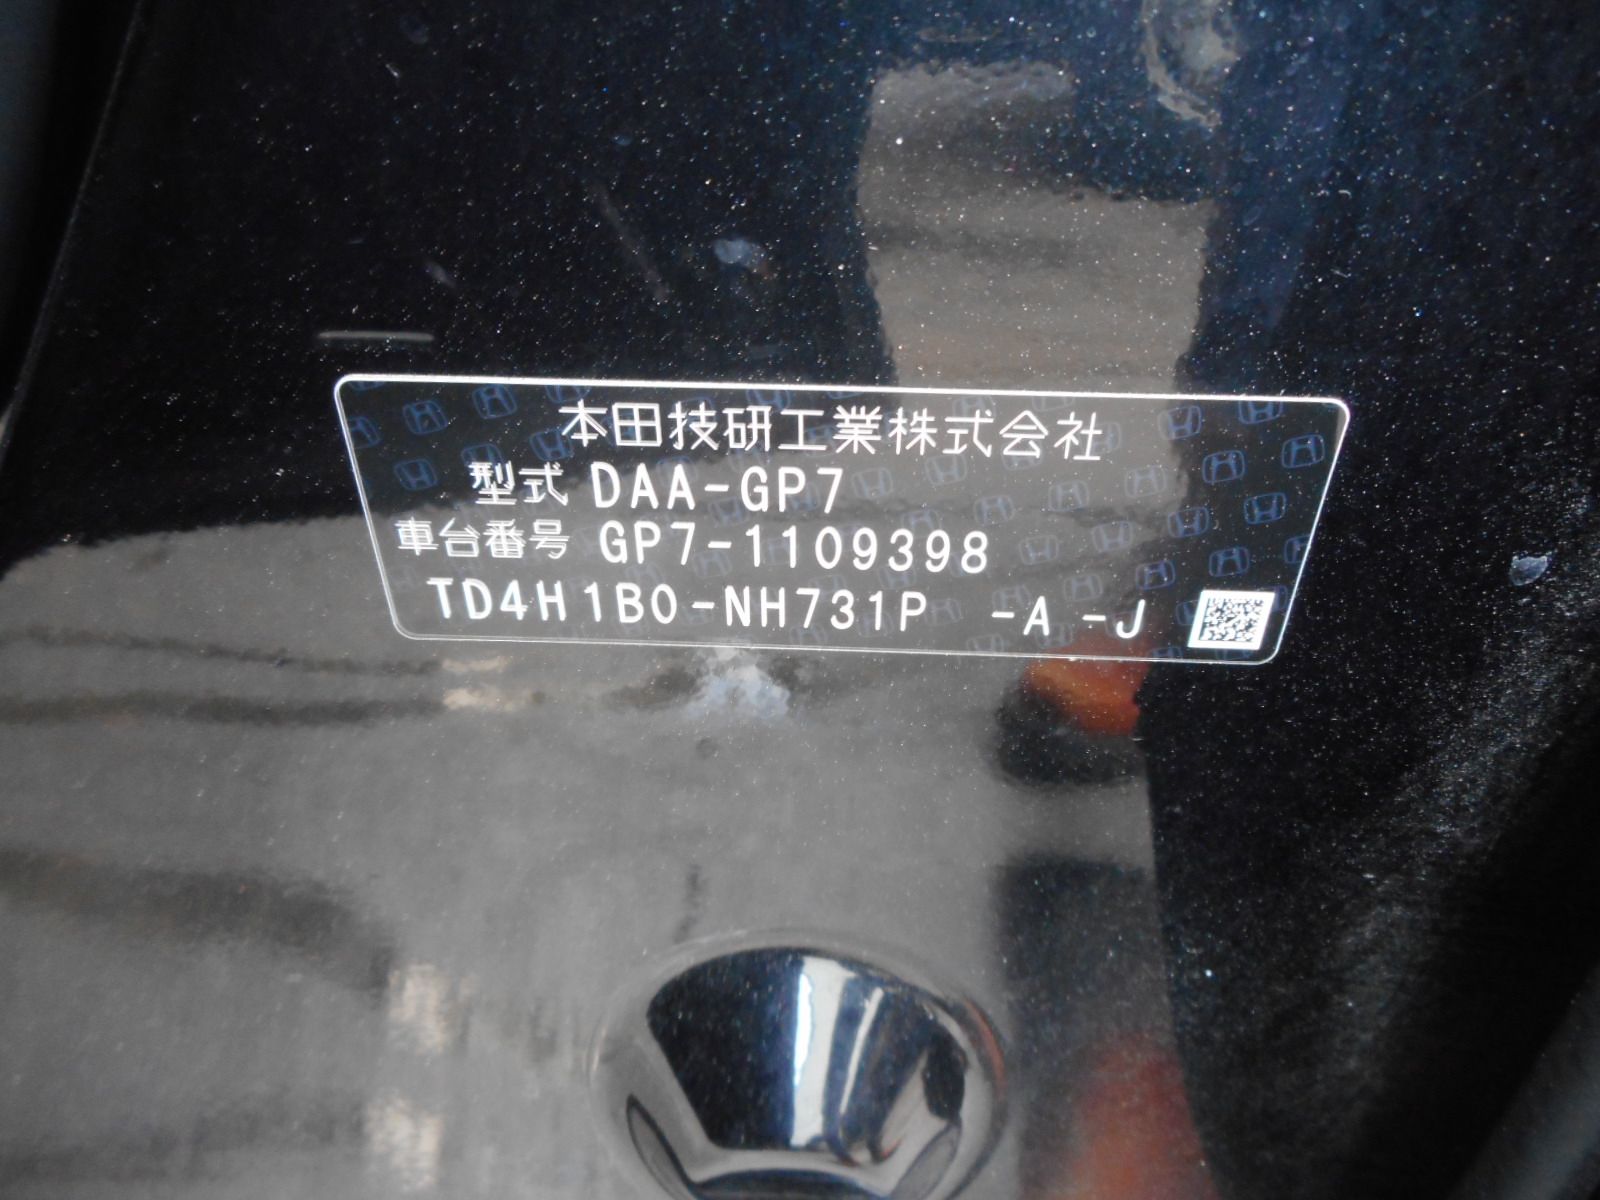 本田技研工業株式会社
型式 DAA-GP7
車台番号 GP7-1109398
TD4H1B0-NH731P -A -J